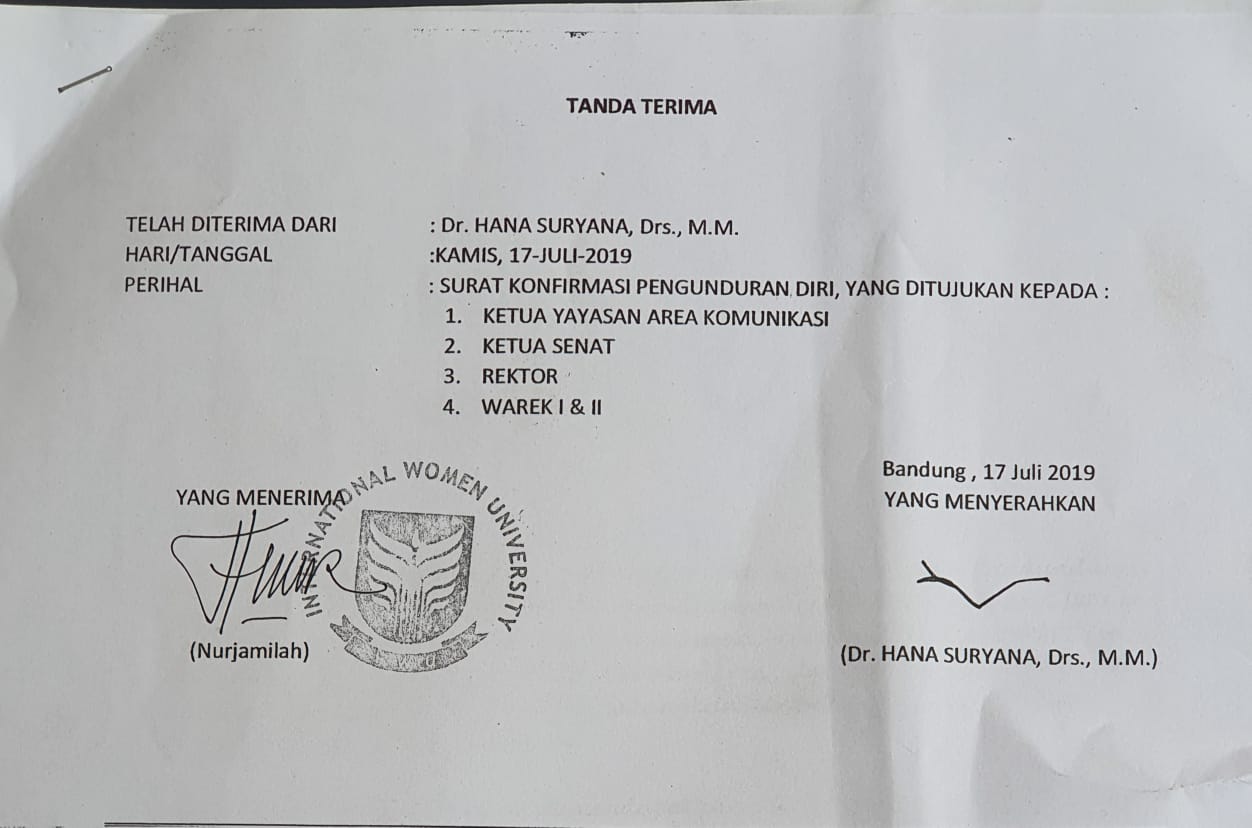 TANDA TERIMA
TELAH DITERIMA DARI : Dr. HANA SURYANA, Drs., M.M.
HARI/TANGGAL :KAMIS, 17-JULI-2019
PERIHAL : SURAT KONFIRMASI PENGUNDURAN DIRI, YANG DITUJUKAN KEPADA :
1. KETUA YAYASAN AREA KOMUNIKASI
2. KETUA SENAT
3. REKTOR
4. WAREK I & II
Bandung , 17 Juli 2019
YANG MENERIMA
YANG MENYERAHKAN
INTERNATIONAL WOMEN UNIVERSITY
(Nurjamilah)
(Dr. HANA SURYANA, Drs., M.M.)